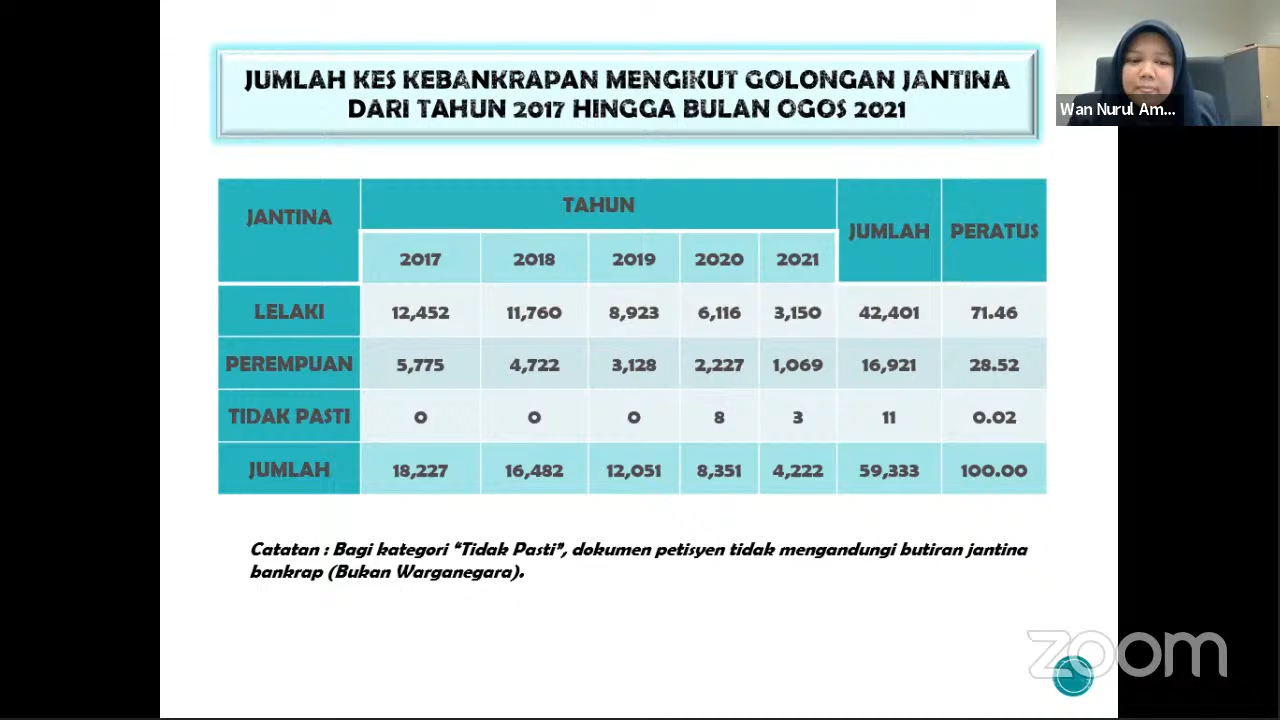 JUMLAH KES KEBANKRAPAN MENGIKUT GOLONGAN JANTINA
DARI TAHUN 2017 HINGGA BULAN OGOS 2021
Wan Nurul Am...
JANTINA TAHUN JUMLAH PERATUS
2017 2018 2019 2020 2021
LELAKI 12,452 11,760 8,923 6,116 3,150 42,401 71.46
PEREMPUAN 5,775 4,722 3,128 2,227 1,069 16,921 28.52
TIDAK PASTI 0 0 0 8 3 11 0.02
JUMLAH 18,227 16,482 12,051 8,351 4,222 59,333 100.00
Catatan : Bagi kategori “Tidak Pasti”, dokumen petisyen tidak mengandungi butiran jantina
bankrap (Bukan Warganegara).
zoom